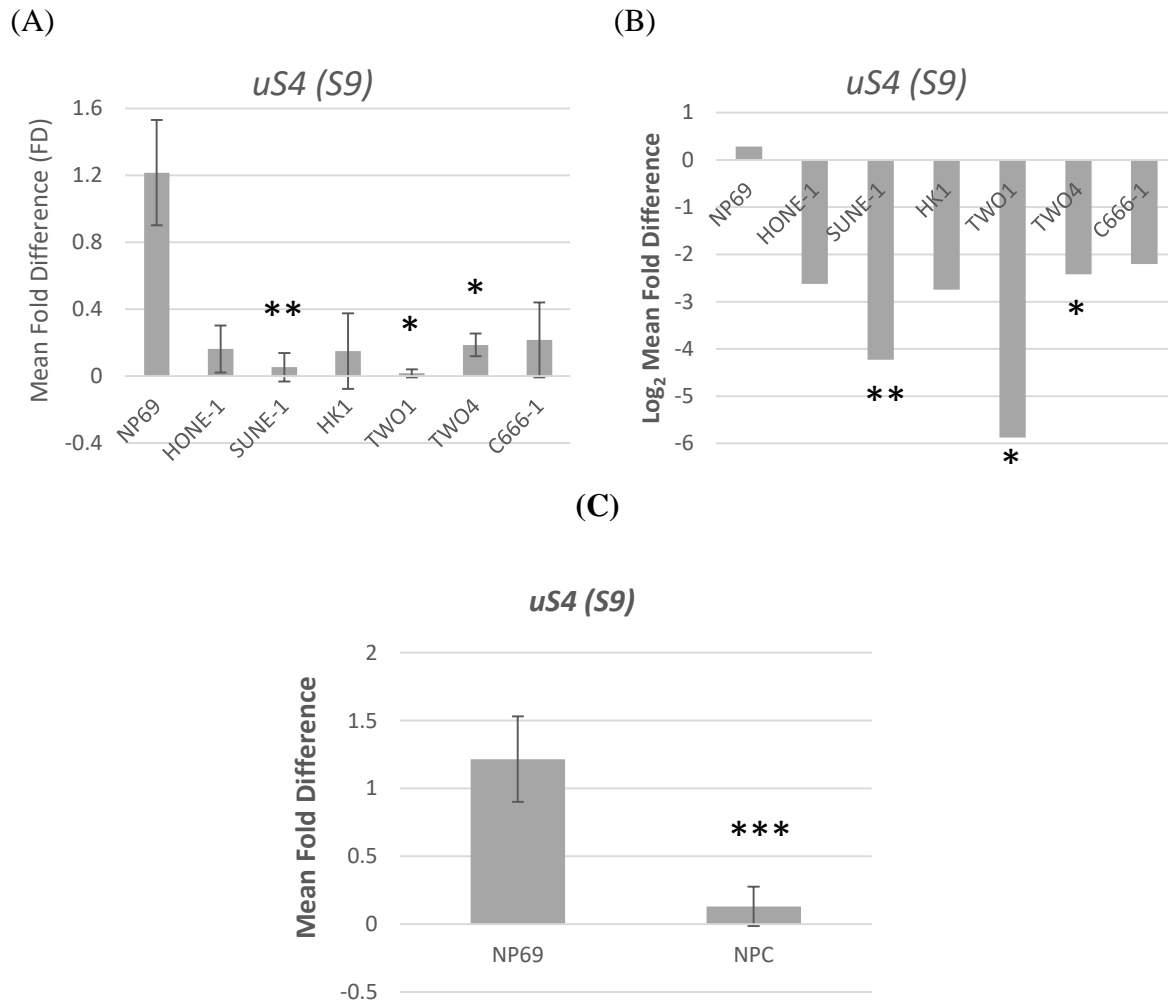 (A)
uS4 (S9)
Mean Fold Difference (FD)
1.6
1.2
0.8
0.4
0
-0.4
**
*
*
NP69
HONE-1
SUNE-1
HK1
TWO1
TWO4
C666-1
(B)
uS4 (S9)
Log₂ Mean Fold Difference
1
0
-1
-2
-3
-4
-5
-6
NP69
HONE-1
SUNE-1
HK1
TWO1
TWO4
C666-1
**
*
*
(C)
uS4 (S9)
Mean Fold Difference
2
1.5
1
0.5
0
-0.5
***
NP69
NPC